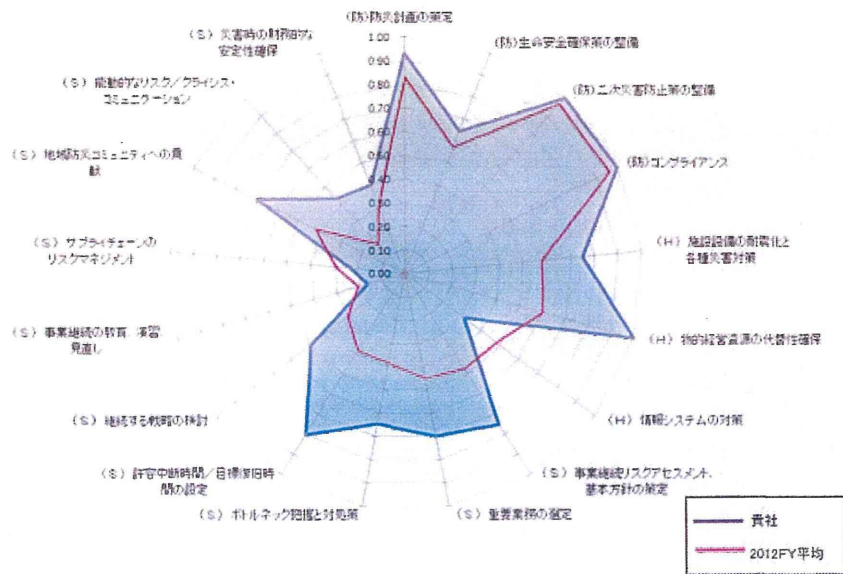 (防)防災計画の策定
(防)生命安全確保策の整備
(防)二次災害防止策の整備
(防)コンプライアンス
(H) 施設設備の耐震化と
各種災害対策
(H) 物的経営資源の代替性確保
(H) 情報システムの対策
(S) 事業継続リスクアセスメント、
基本方針の策定
(S) 重要業務の選定
(S) ボトルネック把握と対処策
(S) 許容中断時間/目標復旧時
間の設定
(S) 継続する戦略の検討
(S) 事業継続の教育、演習、
見直し
(S) サプライチェーンの
リスクマネジメント
(S) 地域防災コミュニティへの貢
献
(S) 能動的なリスク/クライシス・
コミュニケーション
(S) 災害時の財務的な
安定性確保
1.00
0.90
0.80
0.70
0.60
0.50
0.40
0.30
0.20
0.10
0.00
貴社
2012FY平均